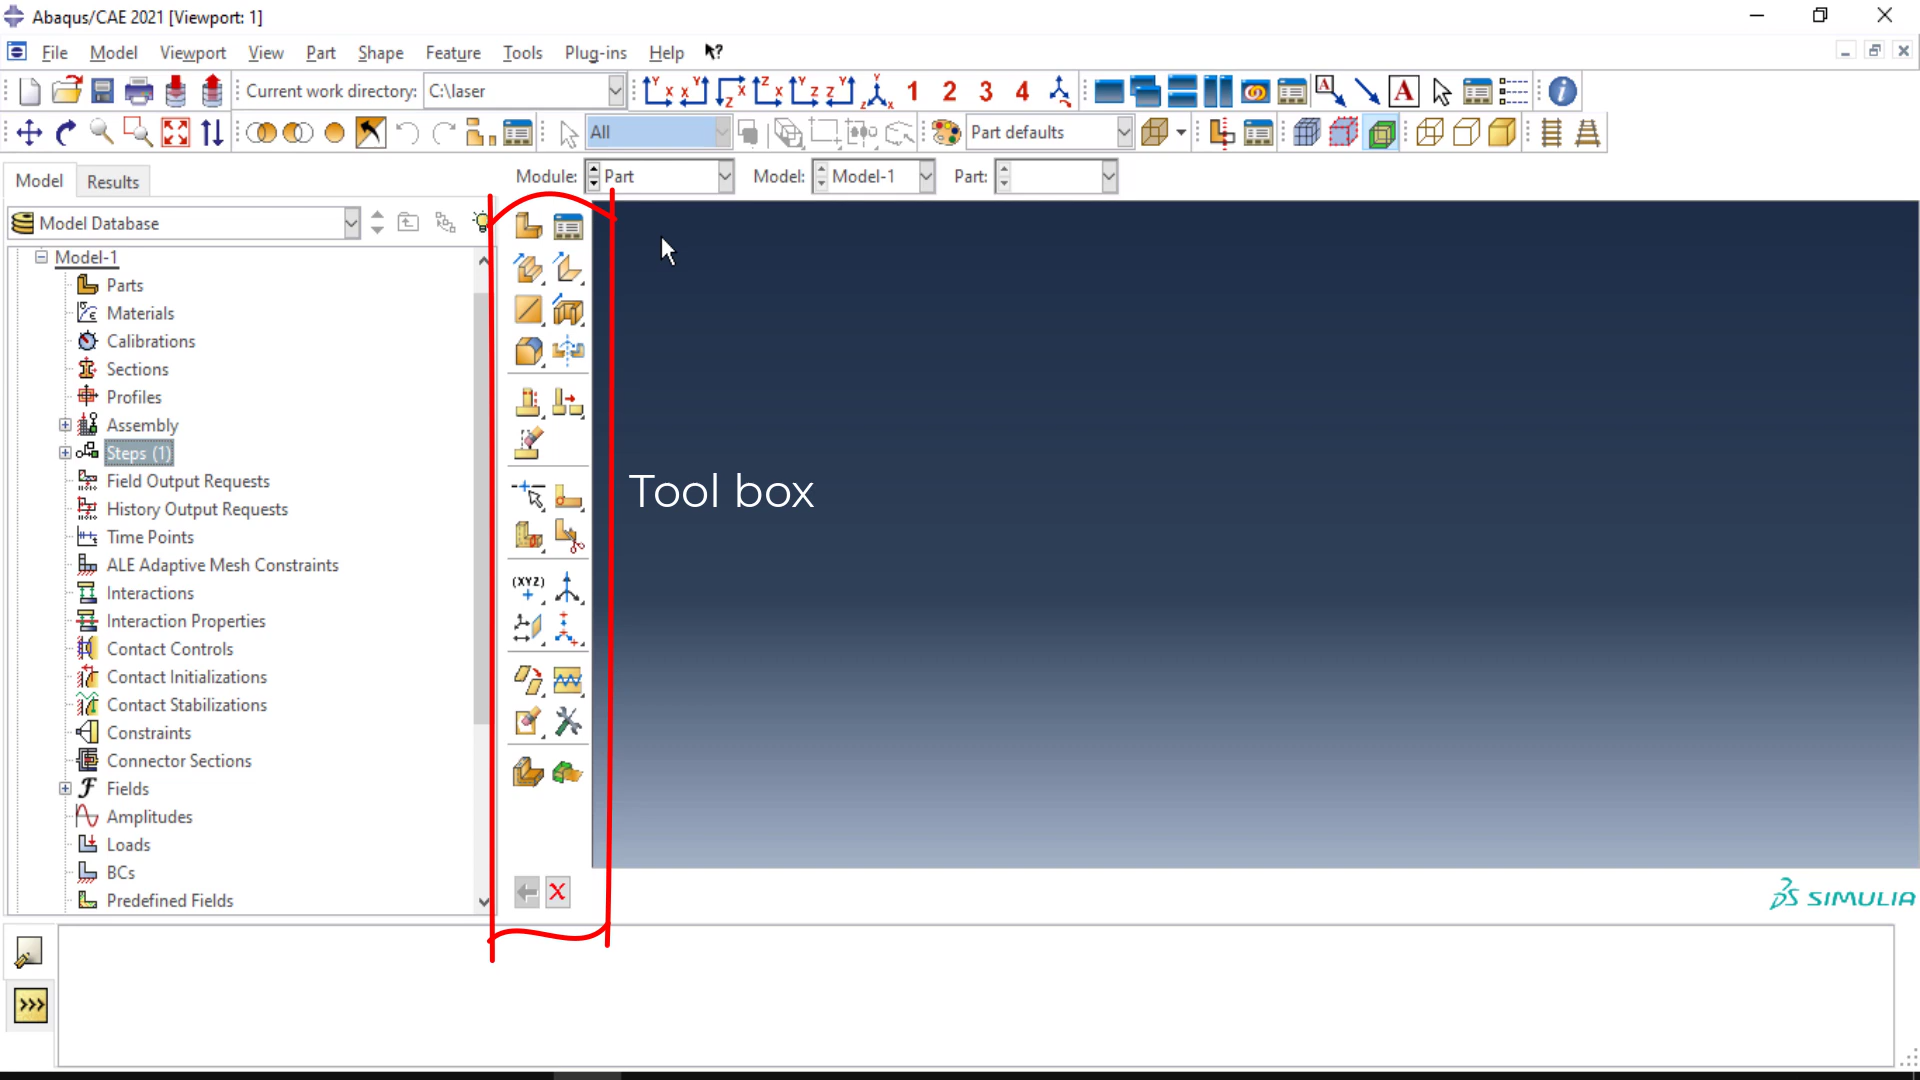 Abaqus/CAE 2021 [Viewport: 1]
File Model Viewport View Part Shape Feature Tools Plug-ins Help
Current work directory: C:\laser
1 2 3 4
A
All
Part defaults
Model Results
Module: Part Model: Model-1 Part:
Model Database
Model-1
Parts
Materials
Calibrations
Sections
Profiles
Assembly
Steps (1)
Field Output Requests
History Output Requests
Time Points
ALE Adaptive Mesh Constraints
Interactions
Interaction Properties
Contact Controls
Contact Initializations
Contact Stabilizations
Constraints
Connector Sections
Fields
Amplitudes
Loads
BCs
Predefined Fields
(XYZ)
Tool box
X
SIMULIA
>>>